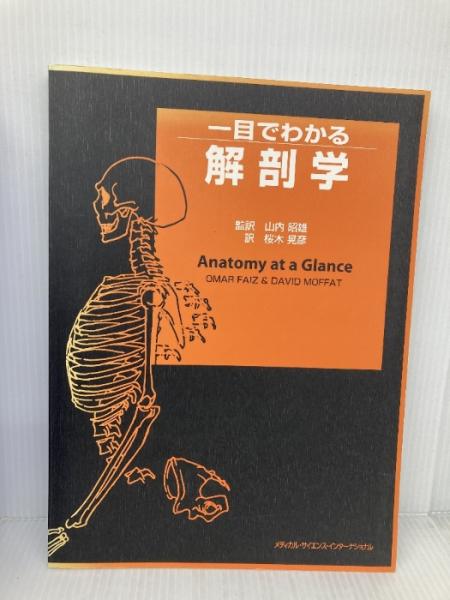 一目でわかる
解剖学
監訳 山内 昭雄
訳 桜木 晃彦
Anatomy at a Glance
OMAR FAIZ & DAVID MOFFAT
メディカル・サイエンス・インターナショナル